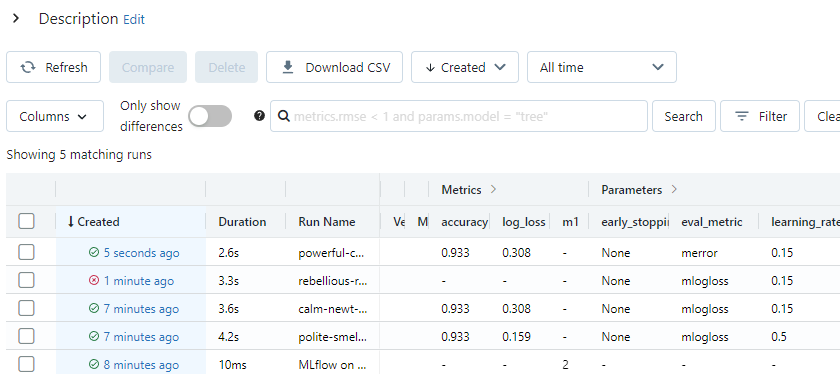 Description Edit
Refresh Compare Delete Download CSV Created All time
Columns Only show differences ? metrics.rmse < 1 and params.model = "tree" Search Filter Clea
Showing 5 matching runs
Metrics Parameters
Created Duration Run Name Ve M accuracy log_loss m1 early_stoppin eval_metric learning_rate
5 seconds ago 2.6s powerful-c... 0.933 0.308 - None merror 0.15
1 minute ago 3.3s rebellious-r... - - - None mlogloss 0.15
7 minutes ago 3.6s calm-newt-... 0.933 0.308 - None mlogloss 0.15
7 minutes ago 4.2s polite-smel... 0.933 0.159 - None mlogloss 0.5
8 minutes ago 10ms MLflow on ... - - 2 - - -